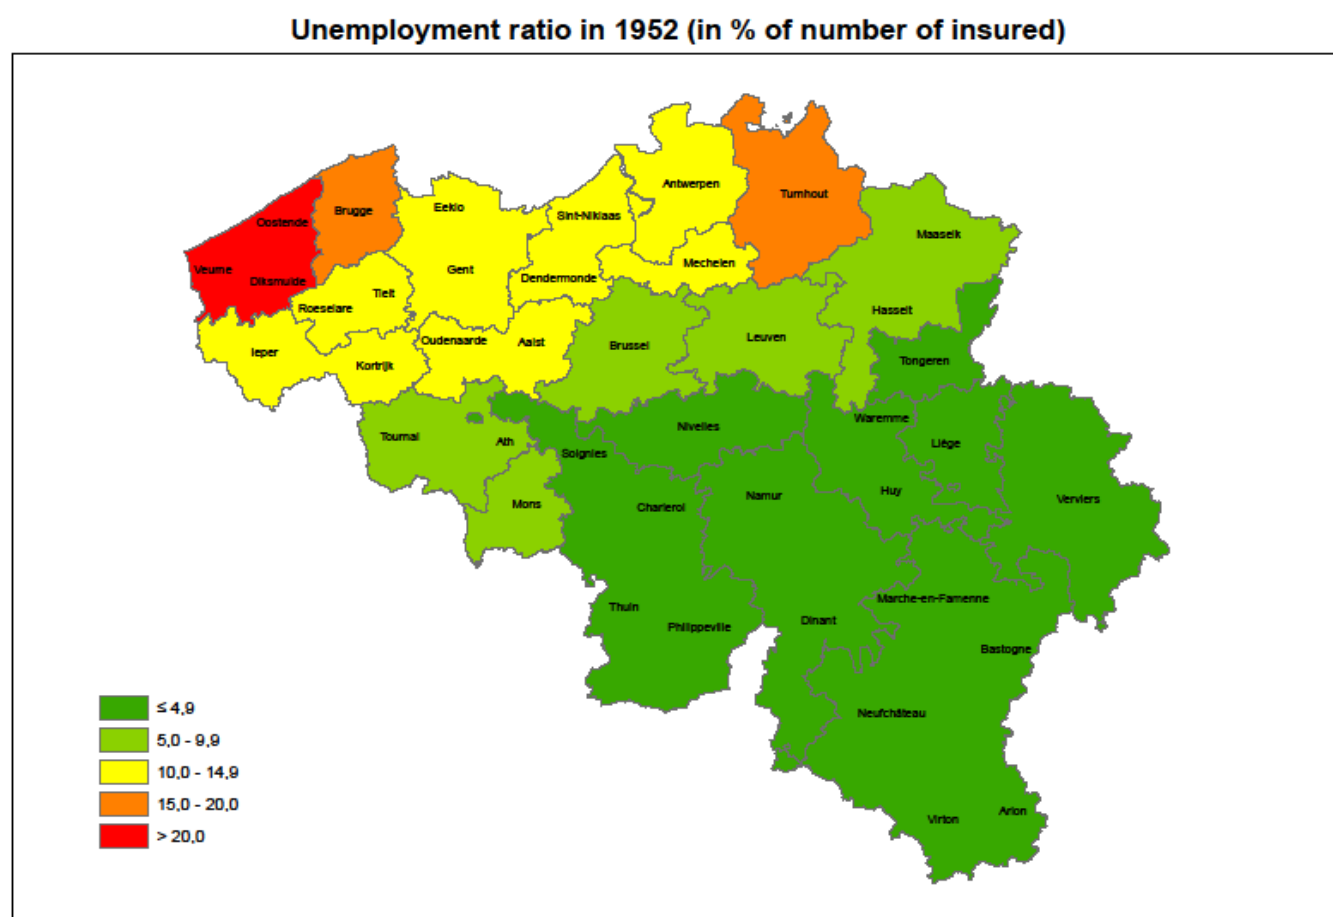 Unemployment ratio in 1952 (in % of number of insured)
Antwerpen
Turnhout
Brugge
Eeklo
Sint-Niklaas
Oostende
Maaseik
Mechelen
Veurne
Gent
Diksmuide
Dendermonde
Tielt
Roeselare
Hasselt
Leuven
Oudenaarde
Aalst
Brussel
Ieper
Kortrijk
Tongeren
Waremme
Nivelles
Tournai
Ath
Liège
Soignies
Huy
Namur
Verviers
Mons
Charleroi
Marche-en-Famenne
Thuin
Dinant
Philippeville
Bastogne
≤ 4,9
Neufchâteau
5,0 - 9,9
10,0 - 14,9
15,0 - 20,0
Arlon
Virton
> 20,0